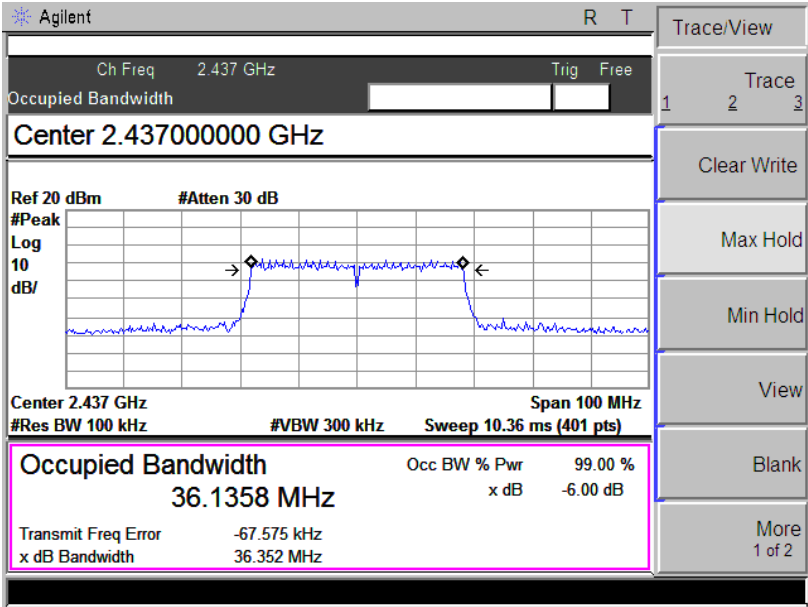 Agilent R T
Ch Freq 2.437 GHz Trig Free
Occupied Bandwidth
Center 2.437000000 GHz
Ref 20 dBm #Atten 30 dB
#Peak
Log
10
dB/
Center 2.437 GHz Span 100 MHz
#Res BW 100 kHz #VBW 300 kHz Sweep 10.36 ms (401 pts)
Occupied Bandwidth Occ BW % Pwr 99.00 %
36.1358 MHz x dB -6.00 dB
Transmit Freq Error -67.575 kHz
x dB Bandwidth 36.352 MHz
Trace/View
Trace
1 2 3
Clear Write
Max Hold
Min Hold
View
Blank
More
1 of 2